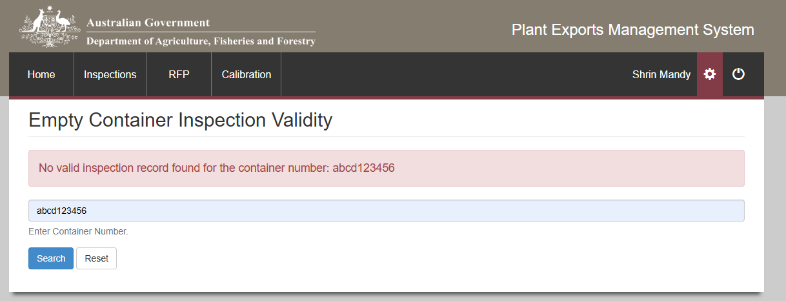 Australian Government
Department of Agriculture, Fisheries and Forestry
Plant Exports Management System
Home Inspections RFP Calibration Shrin Mandy
Empty Container Inspection Validity
No valid inspection record found for the container number: abcd123456
abcd123456
Enter Container Number.
Search Reset